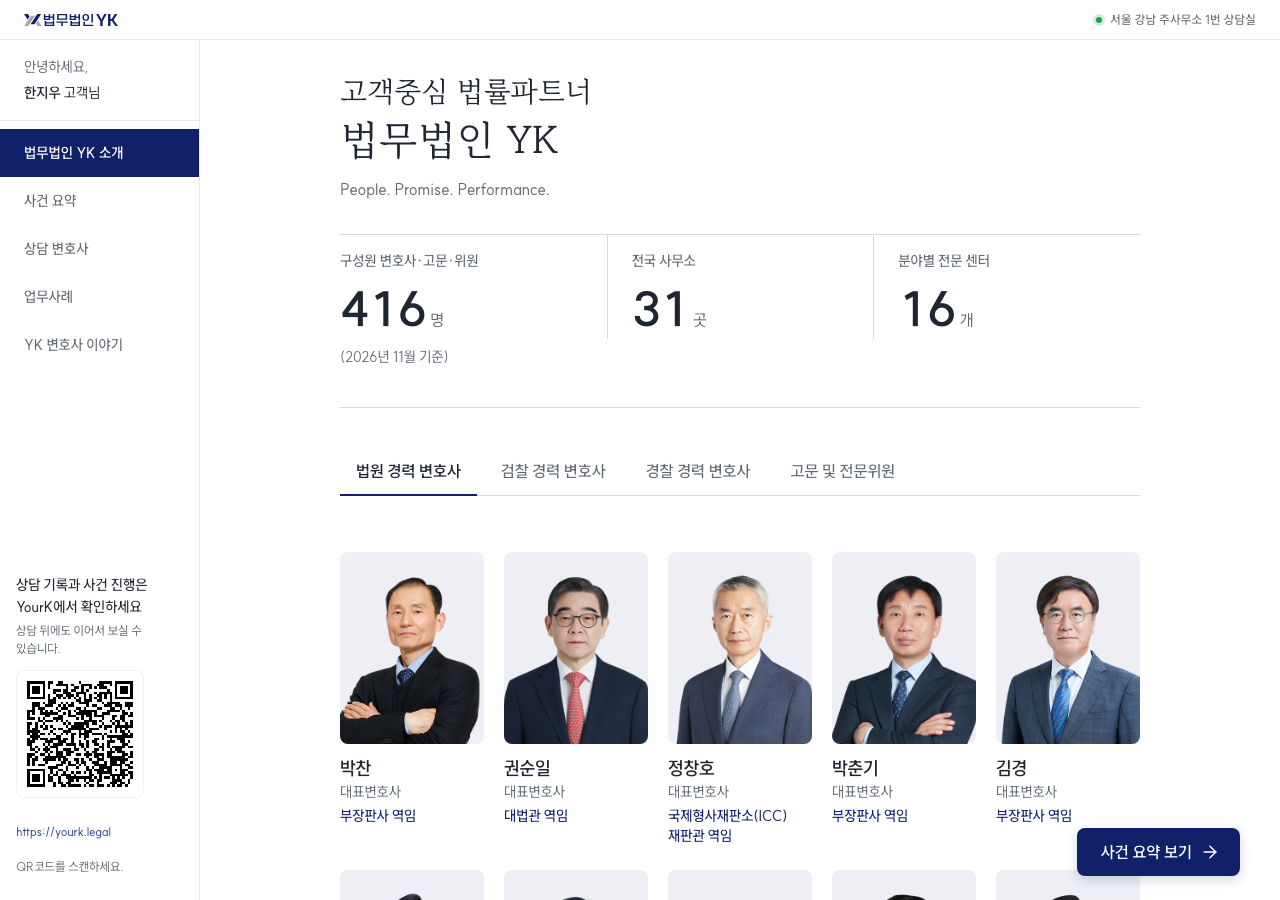 법무법인 YK
서울 강남 주사무소 1번 상담실
안녕하세요,
한지우 고객님
법무법인 YK 소개
사건 요약
상담 변호사
업무사례
YK 변호사 이야기
상담 기록과 사건 진행은
YourK에서 확인하세요
상담 뒤에도 이어서 보실 수
있습니다.
https://yourk.legal
QR코드를 스캔하세요.
고객중심 법률파트너
법무법인 YK
People. Promise. Performance.
구성원 변호사·고문·위원
416 명
(2026년 11월 기준)
전국 사무소
31 곳
분야별 전문 센터
16 개
법원 경력 변호사
검찰 경력 변호사
경찰 경력 변호사
고문 및 전문위원
박찬
대표변호사
부장판사 역임
권순일
대표변호사
대법관 역임
정창호
대표변호사
국제형사재판소(ICC)
재판관 역임
박춘기
대표변호사
부장판사 역임
김경
대표변호사
부장판사 역임
사건 요약 보기 →